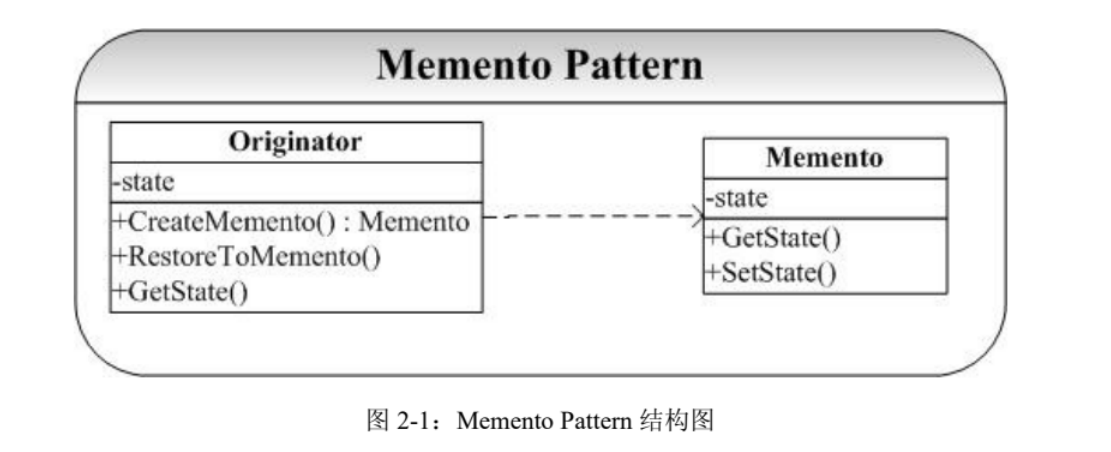 Memento Pattern
Originator
-state
+CreateMemento() : Memento
+RestoreToMemento()
+GetState()
Memento
-state
+GetState()
+SetState()
图 2-1：Memento Pattern 结构图